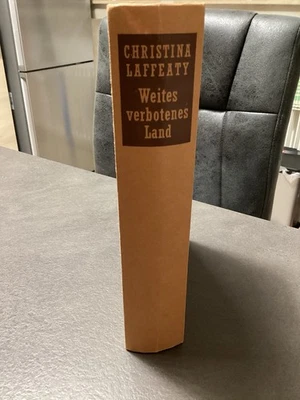 CHRISTINA
LAFFEATY
Weites
verbotenes
Land